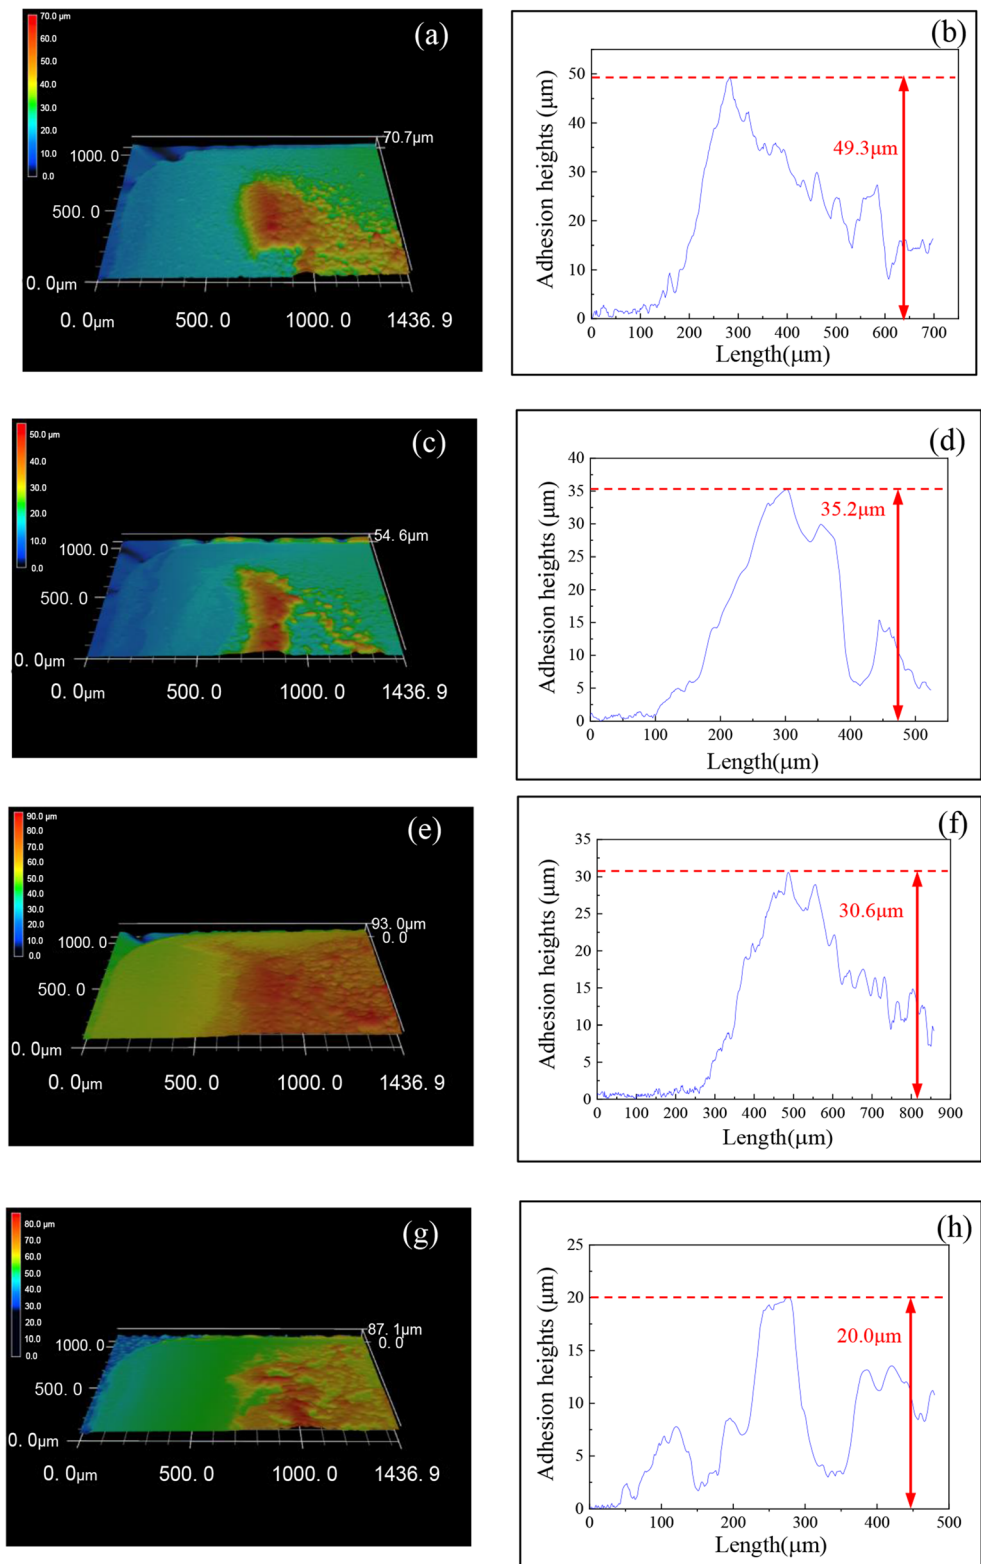 (a)
70.0 μm
60.0
50.0
40.0
30.0
20.0
10.0
0.0
70.7μm
1000. 0
500. 0
0. 0μm
0. 0μm 500. 0 1000. 0 1436. 9
(b)
Adhesion heights (μm)
50
40
30
20
10
0
49.3μm
0 100 200 300 400 500 600 700
Length(μm)
(c)
50.0 μm
40.0
30.0
20.0
10.0
0.0
54. 6μm
1000. 0
500. 0
0. 0μm
0. 0μm 500. 0 1000. 0 1436. 9
(d)
Adhesion heights (μm)
40
35
30
25
20
15
10
5
0
35.2μm
0 100 200 300 400 500
Length(μm)
(e)
90.0 μm
80.0
70.0
60.0
50.0
40.0
30.0
20.0
10.0
0.0
93. 0μm
0. 0
1000. 0
500. 0
0. 0μm
0. 0μm 500. 0 1000. 0 1436. 9
(f)
Adhesion heights (μm)
35
30
25
20
15
10
5
0
30.6μm
0 100 200 300 400 500 600 700 800 900
Length(μm)
(g)
80.0 μm
70.0
60.0
50.0
40.0
30.0
20.0
10.0
0.0
87. 1μm
0. 0
1000. 0
500. 0
0. 0μm
0. 0μm 500. 0 1000. 0 1436. 9
(h)
Adhesion heights (μm)
25
20
15
10
5
0
20.0μm
0 100 200 300 400 500
Length(μm)